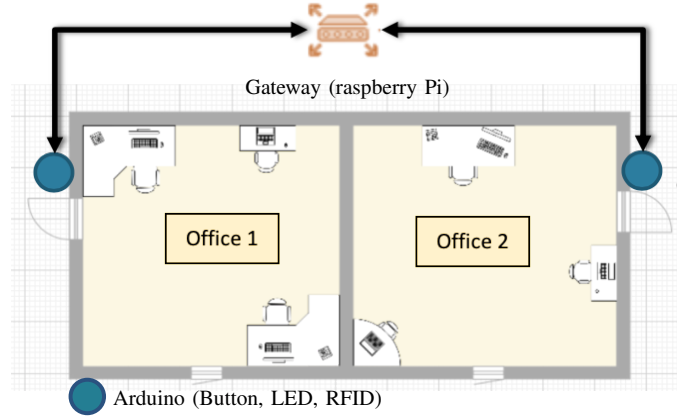 Gateway (raspberry Pi)
Office 1
Office 2
Arduino (Button, LED, RFID)